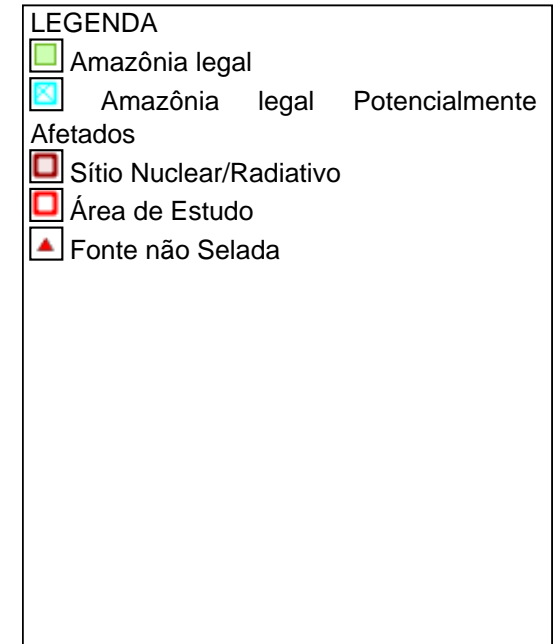 LEGENDA
Amazônia legal
Amazônia legal Potencialmente
Afetados
Sítio Nuclear/Radiativo
Área de Estudo
Fonte não Selada